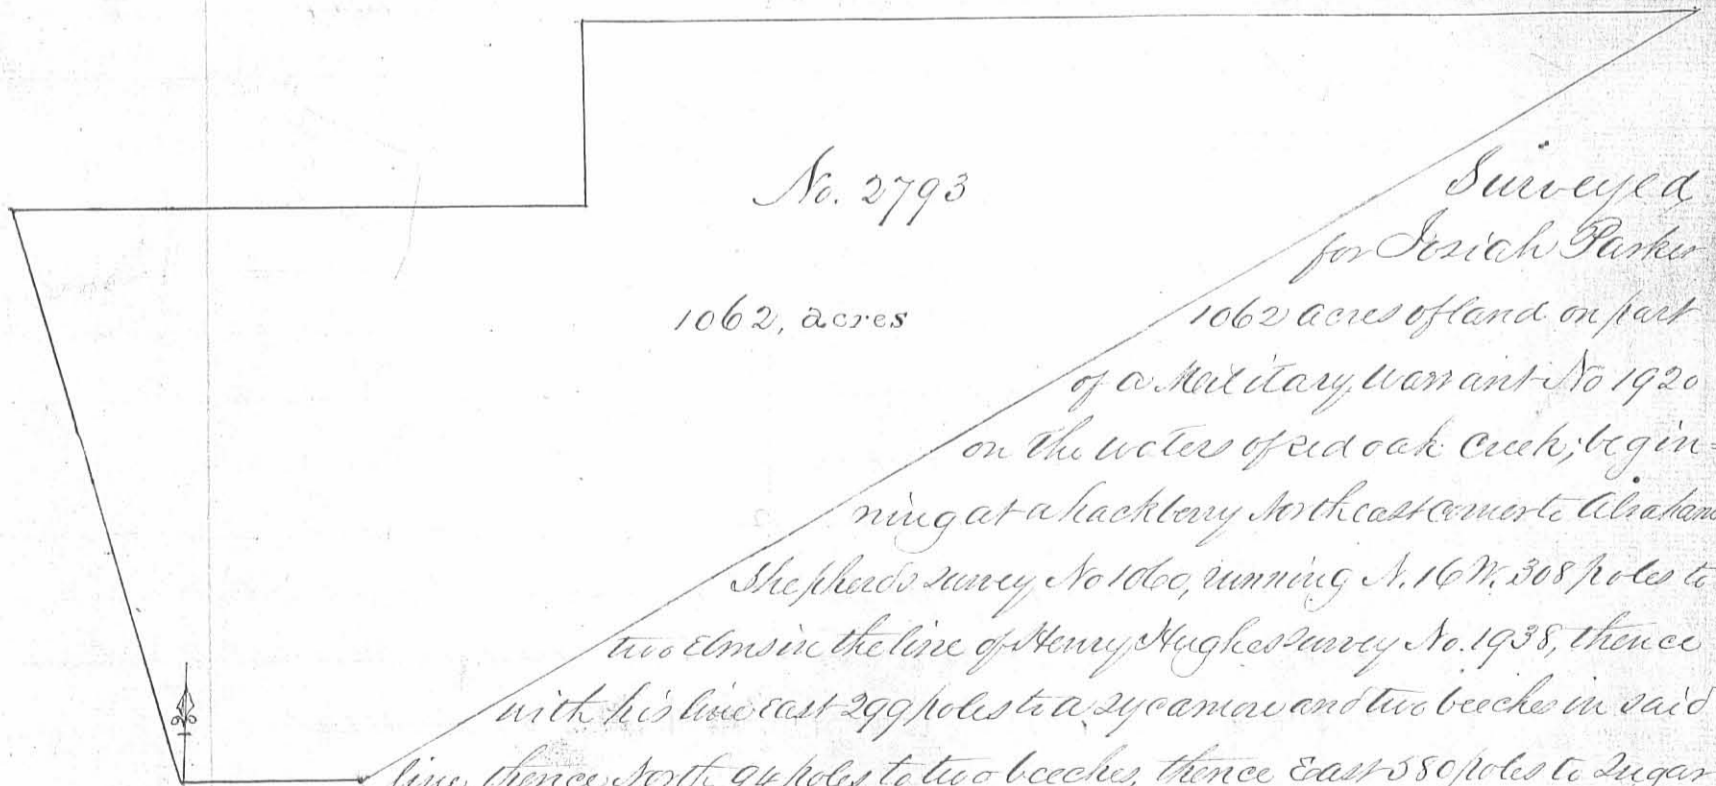 No. 2793
1062, acres
Surveyed
for Josiah Parker
1062 acres of land on part
of a Military Warrant No 1920
on the waters of red oak Creek; begin=
ning at a hackberry Northeast corner to Abraham
Shepherds survey No 1060, running N. 16 W. 308 poles to
two Elms in the line of Henry Hughes survey No. 1938, thence
with his line East 299 poles to a sycamore and two beeches in said
line, thence North 94 poles to two beeches, thence East 580 poles to Sugar